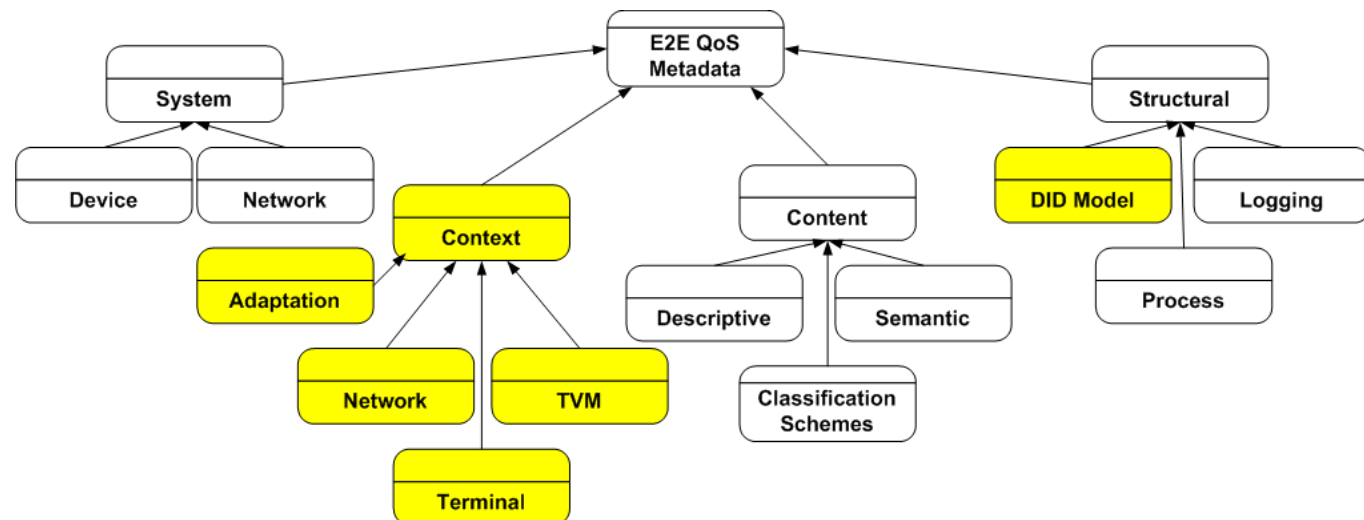 E2E QoS
Metadata
System
Structural
Device
Network
DID Model
Logging
Context
Content
Adaptation
Descriptive
Semantic
Process
Network
TVM
Classification
Schemes
Terminal